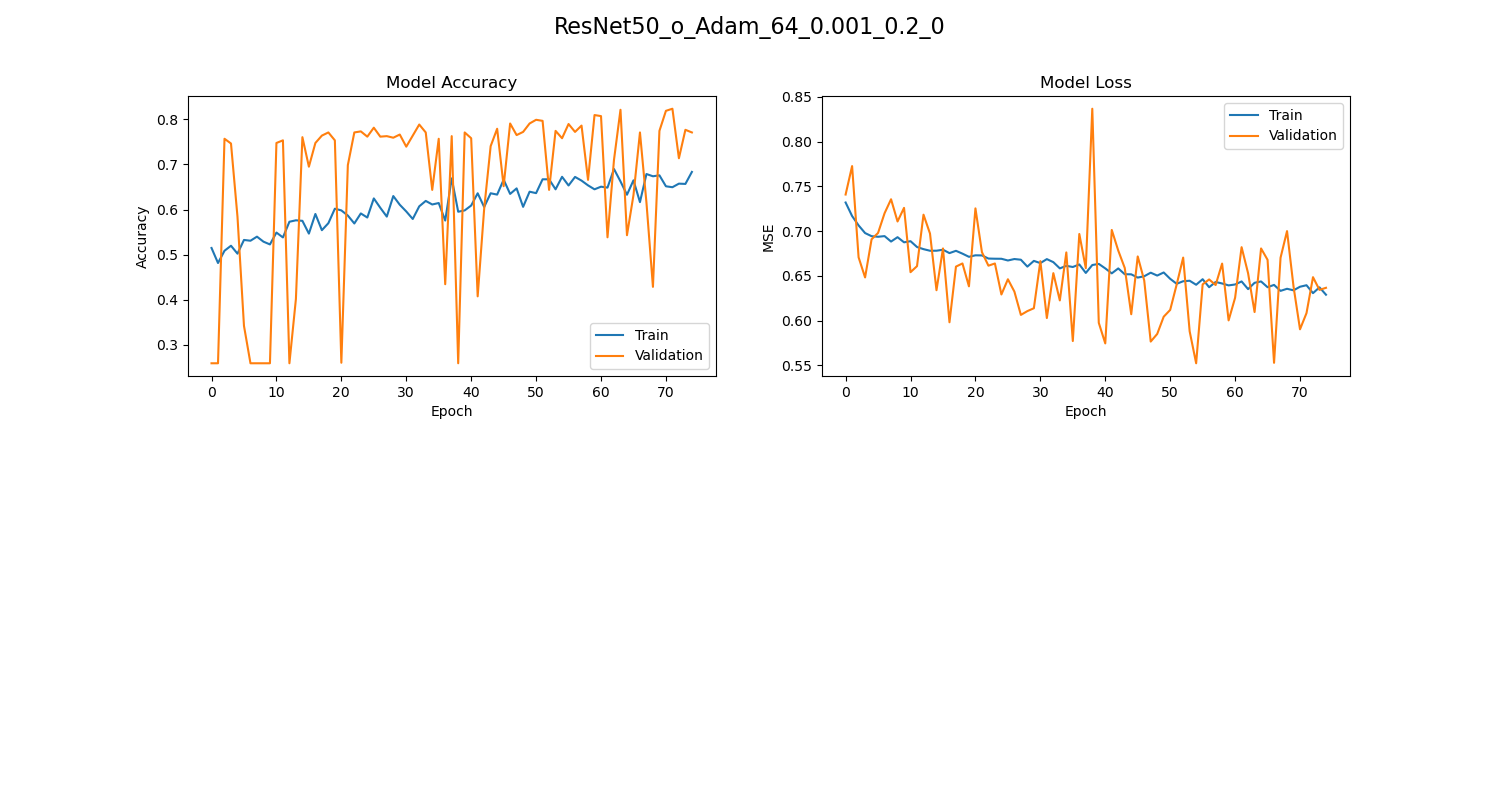 ResNet50_o_Adam_64_0.001_0.2_0
Model Accuracy
Accuracy
0.8
0.7
0.6
0.5
0.4
0.3
0 10 20 30 40 50 60 70
Epoch
Train
Validation
Model Loss
MSE
0.85
0.80
0.75
0.70
0.65
0.60
0.55
0 10 20 30 40 50 60 70
Epoch
Train
Validation